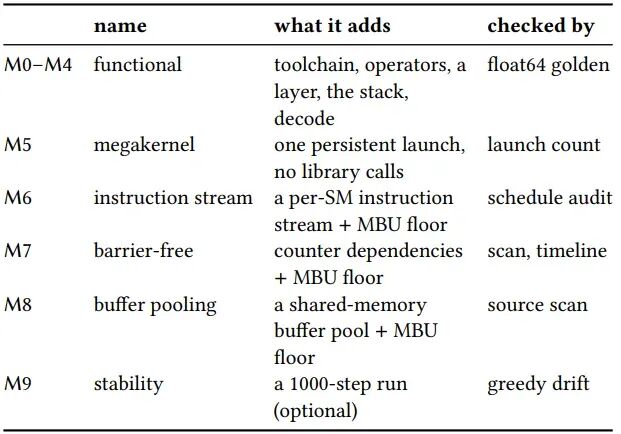 name what it adds checked by
M0–M4 functional toolchain, operators, a float64 golden
layer, the stack,
decode
M5 megakernel one persistent launch, launch count
no library calls
M6 instruction stream a per-SM instruction schedule audit
stream + MBU floor
M7 barrier-free counter dependencies scan, timeline
+ MBU floor
M8 buffer pooling a shared-memory source scan
buffer pool + MBU
floor
M9 stability a 1000-step run greedy drift
(optional)